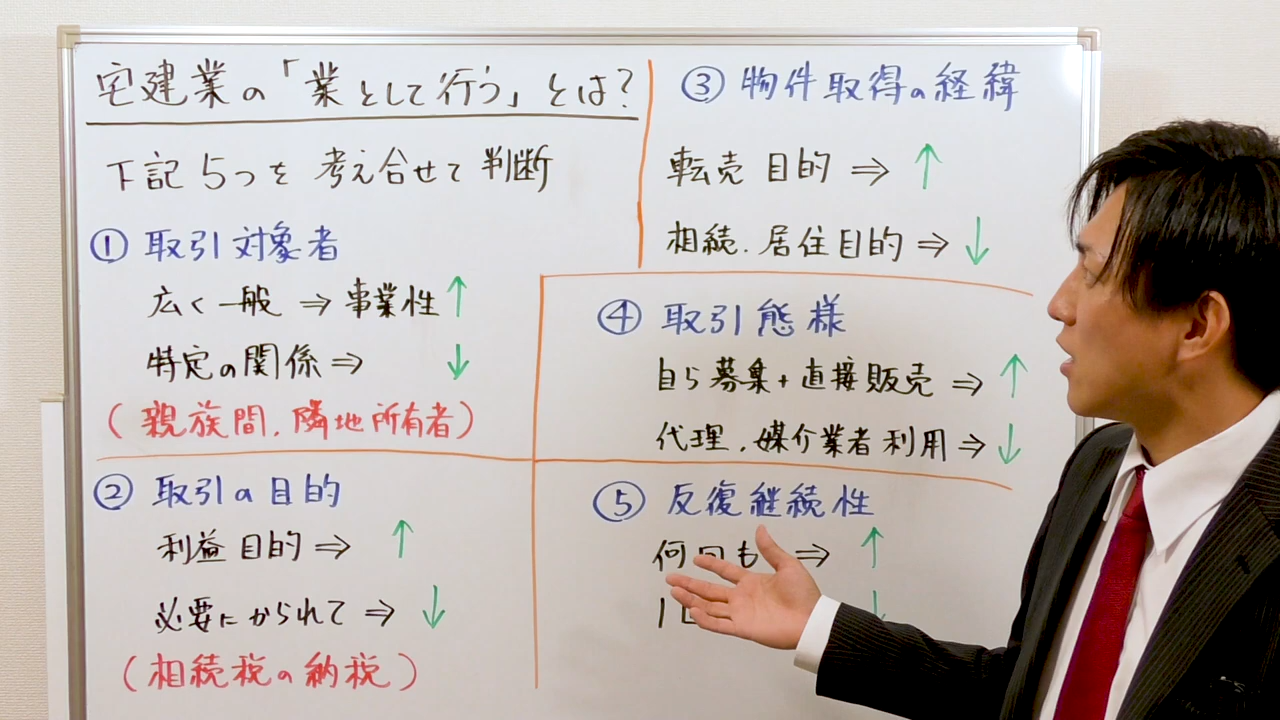 宅建業の「業として行う」とは?
下記5つを考え合せて判断
① 取引対象者
広く一般 ⇒ 事業性↑
特定の関係 ⇒ ↓
(親族間、隣地所有者)
② 取引の目的
利益目的 ⇒ ↑
必要にかられて ⇒ ↓
(相続税の納税)
③ 物件取得の経緯
転売目的 ⇒ ↑
相続、居住目的 ⇒ ↓
④ 取引態様
自ら募集+直接販売 ⇒ ↑
代理、媒介業者利用 ⇒ ↓
⑤ 反復継続性
何回も ⇒ ↑
1 ↓